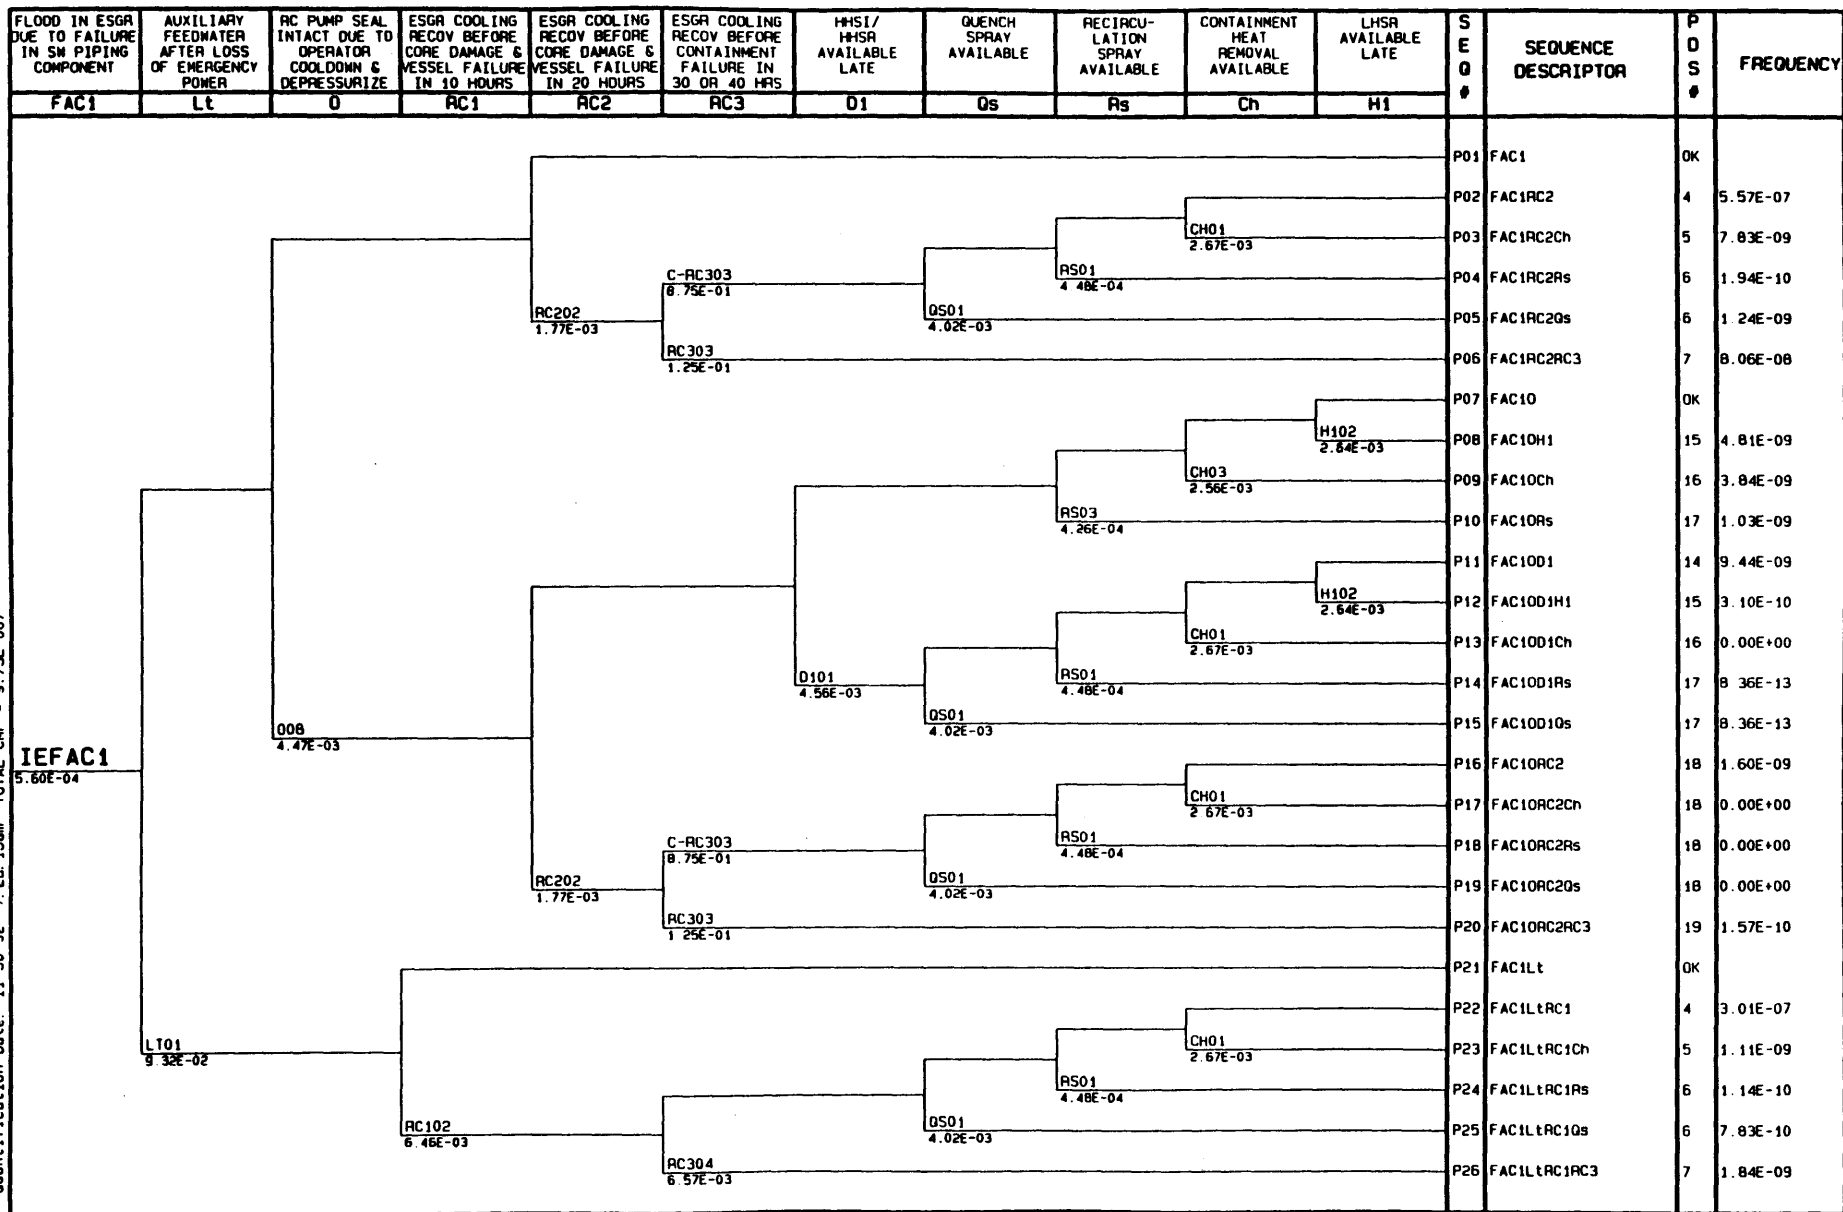 FLOOD IN ESGR DUE TO FAILURE IN SW PIPING COMPONENT
AUXILIARY FEEDWATER AFTER LOSS OF EMERGENCY POWER
RC PUMP SEAL INTACT DUE TO OPERATOR COOLDOWN & DEPRESSURIZE
ESGR COOLING RECOV BEFORE CORE DAMAGE & VESSEL FAILURE IN 10 HOURS
ESGR COOLING RECOV BEFORE CORE DAMAGE & VESSEL FAILURE IN 20 HOURS
ESGR COOLING RECOV BEFORE CONTAINMENT FAILURE IN 30 OR 40 HRS
HHSI/ HHSR AVAILABLE LATE
QUENCH SPRAY AVAILABLE
RECIRCU- LATION SPRAY AVAILABLE
CONTAINMENT HEAT REMOVAL AVAILABLE
LHSR AVAILABLE LATE
SEQ #
SEQUENCE DESCRIPTOR
PDS #
FREQUENCY
FAC1 Lt O RC1 RC2 RC3 D1 Qs Rs Ch H1
P01 FAC1 OK
P02 FAC1RC2 4 5.57E-07
CH01
2.67E-03
P03 FAC1RC2Ch 5 7.83E-09
C-RC303
8.75E-01
RS01
4.48E-04
P04 FAC1RC2Rs 6 1.94E-10
RC202
1.77E-03
QS01
4.02E-03
P05 FAC1RC2Qs 6 1.24E-09
RC303
1.25E-01
P06 FAC1RC2RC3 7 8.06E-08
P07 FAC1O OK
H102
2.64E-03
P08 FAC1OH1 15 4.81E-09
CH03
2.56E-03
P09 FAC1OCh 16 3.84E-09
RS03
4.26E-04
P10 FAC1ORs 17 1.03E-09
P11 FAC1OD1 14 9.44E-09
H102
2.64E-03
P12 FAC1OD1H1 15 3.10E-10
CH01
2.67E-03
P13 FAC1OD1Ch 16 0.00E+00
D101
4.56E-03
RS01
4.48E-04
P14 FAC1OD1Rs 17 8 36E-13
QS01
4.02E-03
P15 FAC1OD1Qs 17 8.36E-13
O08
4.47E-03
IEFAC1
5.60E-04
P16 FAC1ORC2 18 1.60E-09
CH01
2.67E-03
P17 FAC1ORC2Ch 18 0.00E+00
C-RC303
8.75E-01
RS01
4.48E-04
P18 FAC1ORC2Rs 18 0.00E+00
RC202
1.77E-03
QS01
4.02E-03
P19 FAC1ORC2Qs 18 0.00E+00
RC303
1 25E-01
P20 FAC1ORC2RC3 19 1.57E-10
P21 FAC1Lt OK
P22 FAC1LtRC1 4 3.01E-07
LT01
9.32E-02
CH01
2.67E-03
P23 FAC1LtRC1Ch 5 1.11E-09
RS01
4.48E-04
P24 FAC1LtRC1Rs 6 1.14E-10
RC102
6.46E-03
QS01
4.02E-03
P25 FAC1LtRC1Qs 6 7.83E-10
RC304
6.57E-03
P26 FAC1LtRC1RC3 7 1.84E-09